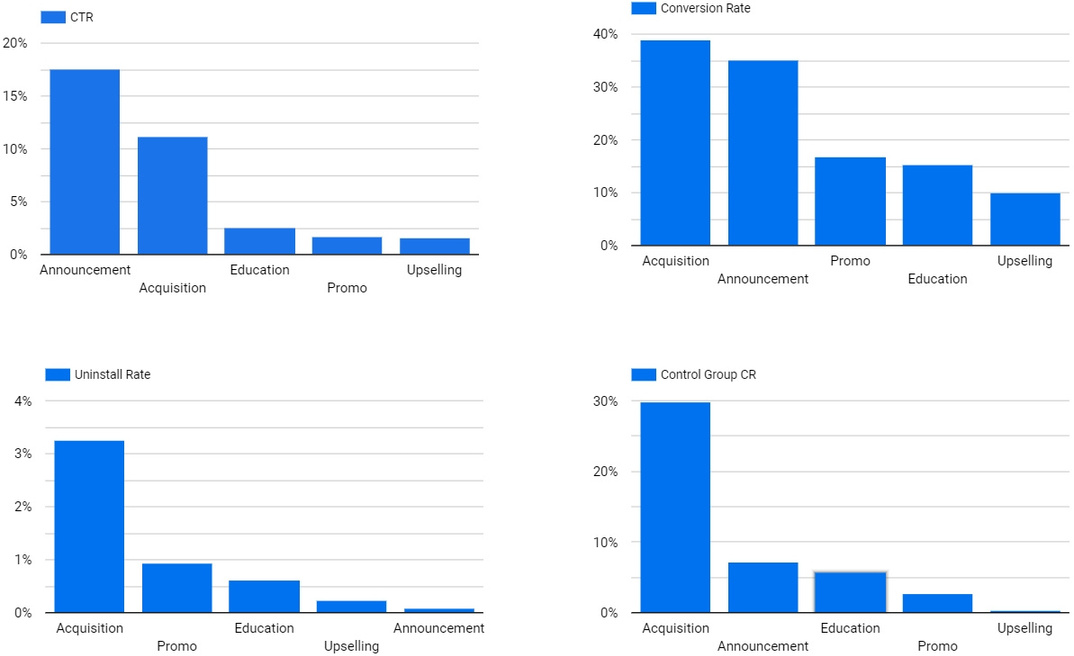 CTR
20%
15%
10%
5%
0%
Announcement
Acquisition
Education
Promo
Upselling
Conversion Rate
40%
30%
20%
10%
0%
Acquisition
Announcement
Promo
Education
Upselling
Uninstall Rate
4%
3%
2%
1%
0%
Acquisition
Promo
Education
Upselling
Announcement
Control Group CR
30%
20%
10%
0%
Acquisition
Announcement
Education
Promo
Upselling